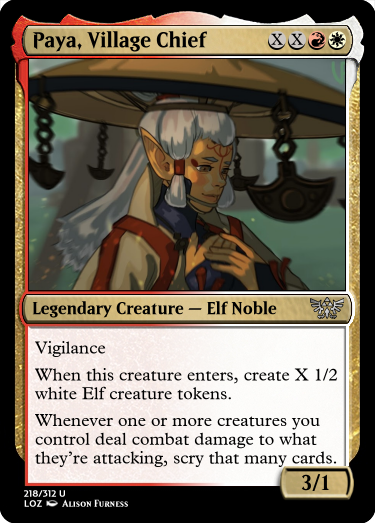 Paya, Village Chief X X
Legendary Creature — Elf Noble
Vigilance
When this creature enters, create X 1/2
white Elf creature tokens.
Whenever one or more creatures you
control deal combat damage to what
they're attacking, scry that many cards.
3/1
218/312 U
LOZ Alison Furness